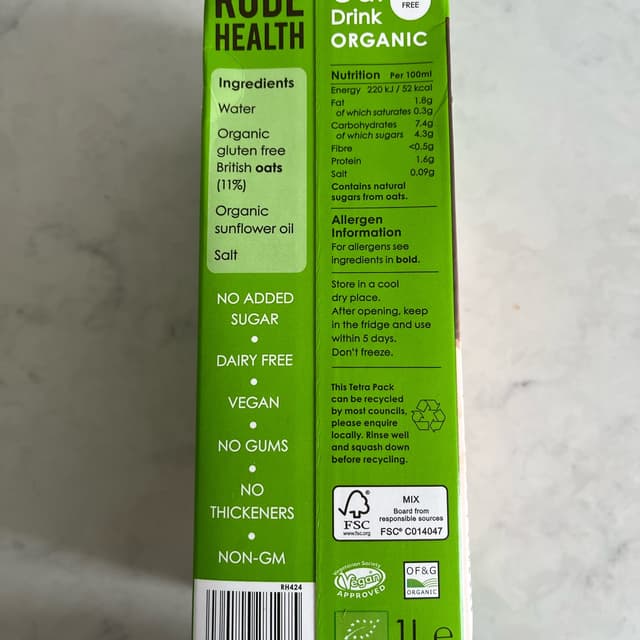 RUDE
HEALTH
Ingredients
Water
Organic
gluten free
British oats
(11%)
Organic
sunflower oil
Salt
NO ADDED
SUGAR
•
DAIRY FREE
•
VEGAN
•
NO GUMS
•
NO
THICKENERS
•
NON-GM
RH424
FREE
Drink
ORGANIC
Nutrition Per 100ml
Energy 220 kJ / 52 kcal
Fat 1.8g
of which saturates 0.3g
Carbohydrates 7.4g
of which sugars 4.3g
Fibre <0.5g
Protein 1.6g
Salt 0.09g
Contains natural
sugars from oats.
Allergen
Information
For allergens see
ingredients in bold.
Store in a cool
dry place.
After opening, keep
in the fridge and use
within 5 days.
Don't freeze.
This Tetra Pack
can be recycled
by most councils,
please enquire
locally. Rinse well
and squash down
before recycling.
FSC
www.fsc.org
MIX
Board from
responsible sources
FSC® C014047
Vegetarian Society
Vegan
APPROVED
OF&G
ORGANIC
1L e